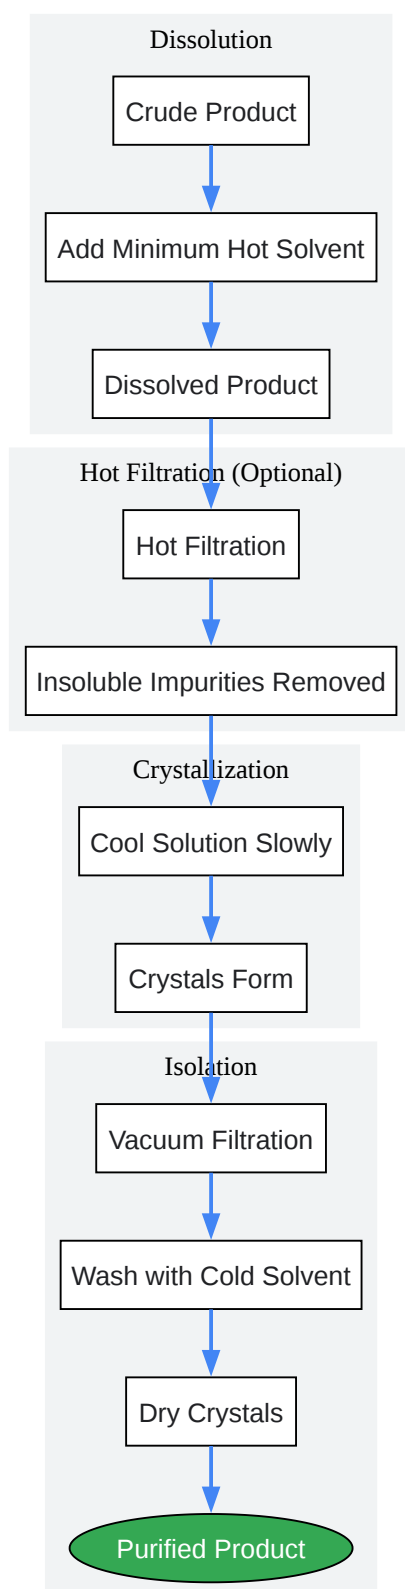 Dissolution
Crude Product
Add Minimum Hot Solvent
Dissolved Product
Hot Filtration (Optional)
Hot Filtration
Insoluble Impurities Removed
Crystallization
Cool Solution Slowly
Crystals Form
Isolation
Vacuum Filtration
Wash with Cold Solvent
Dry Crystals
Purified Product